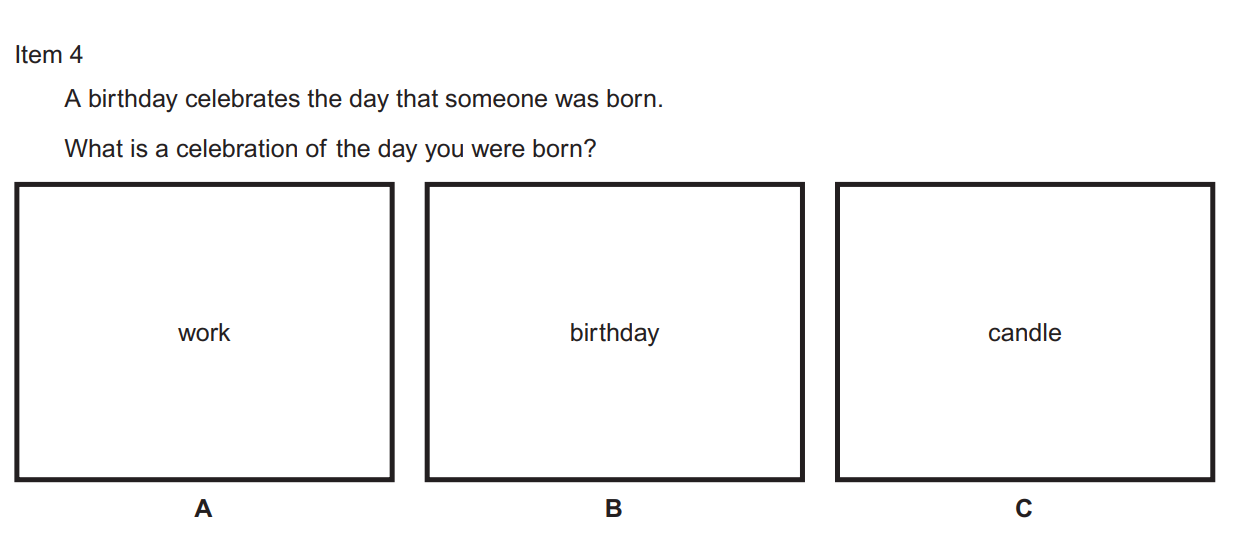 Item 4
A birthday celebrates the day that someone was born.
What is a celebration of the day you were born?
work
birthday
candle
A
B
C